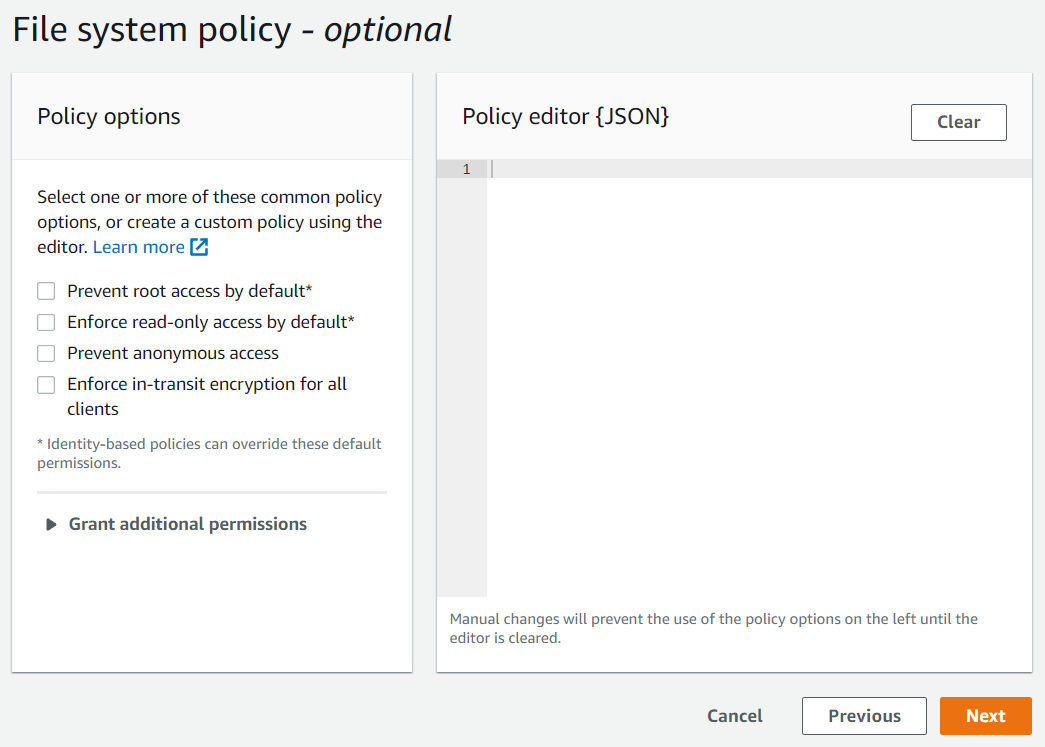 File system policy - optional
Policy options
Select one or more of these common policy
options, or create a custom policy using the
editor. Learn more
Prevent root access by default*
Enforce read-only access by default*
Prevent anonymous access
Enforce in-transit encryption for all
clients
* Identity-based policies can override these default
permissions.
Grant additional permissions
Policy editor {JSON}
Clear
1
Manual changes will prevent the use of the policy options on the left until the
editor is cleared.
Cancel
Previous
Next